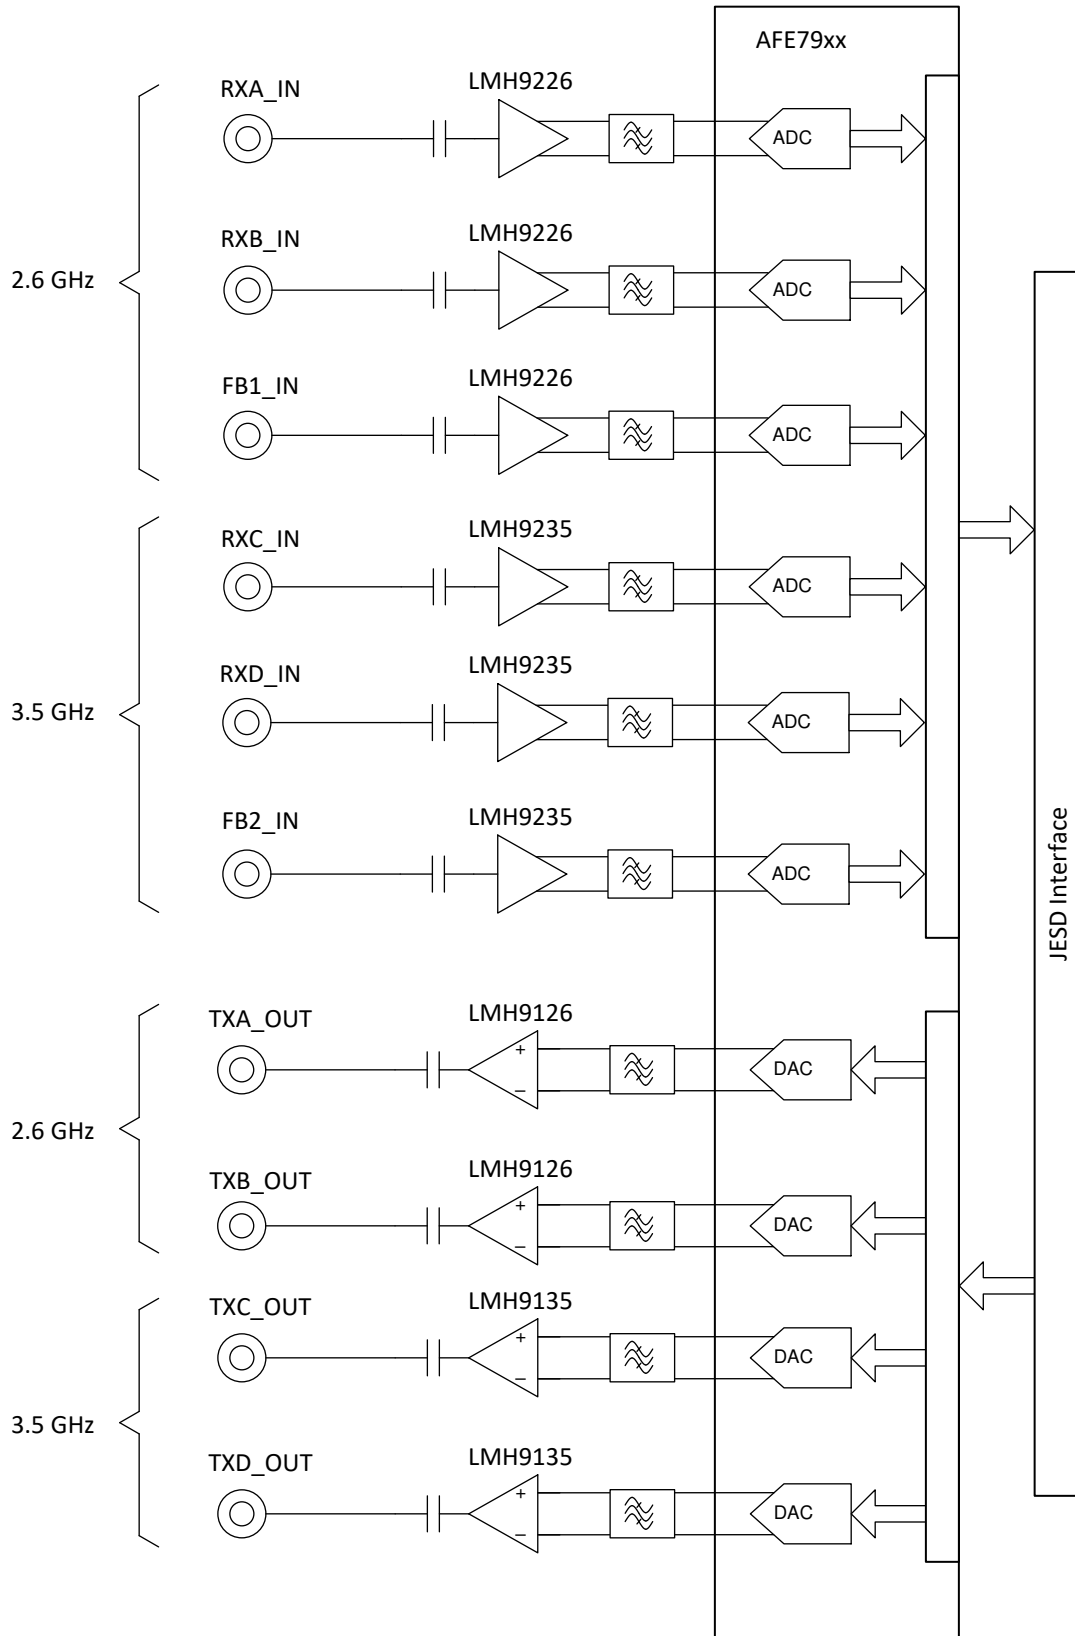 AFE79xx
RXA_IN
LMH9226
ADC
RXB_IN
LMH9226
2.6 GHz
ADC
FB1_IN
LMH9226
ADC
RXC_IN
LMH9235
ADC
RXD_IN
LMH9235
3.5 GHz
ADC
FB2_IN
LMH9235
ADC
JESD Interface
TXA_OUT
LMH9126
+
−
DAC
2.6 GHz
TXB_OUT
LMH9126
+
−
DAC
TXC_OUT
LMH9135
+
−
DAC
3.5 GHz
TXD_OUT
LMH9135
+
−
DAC